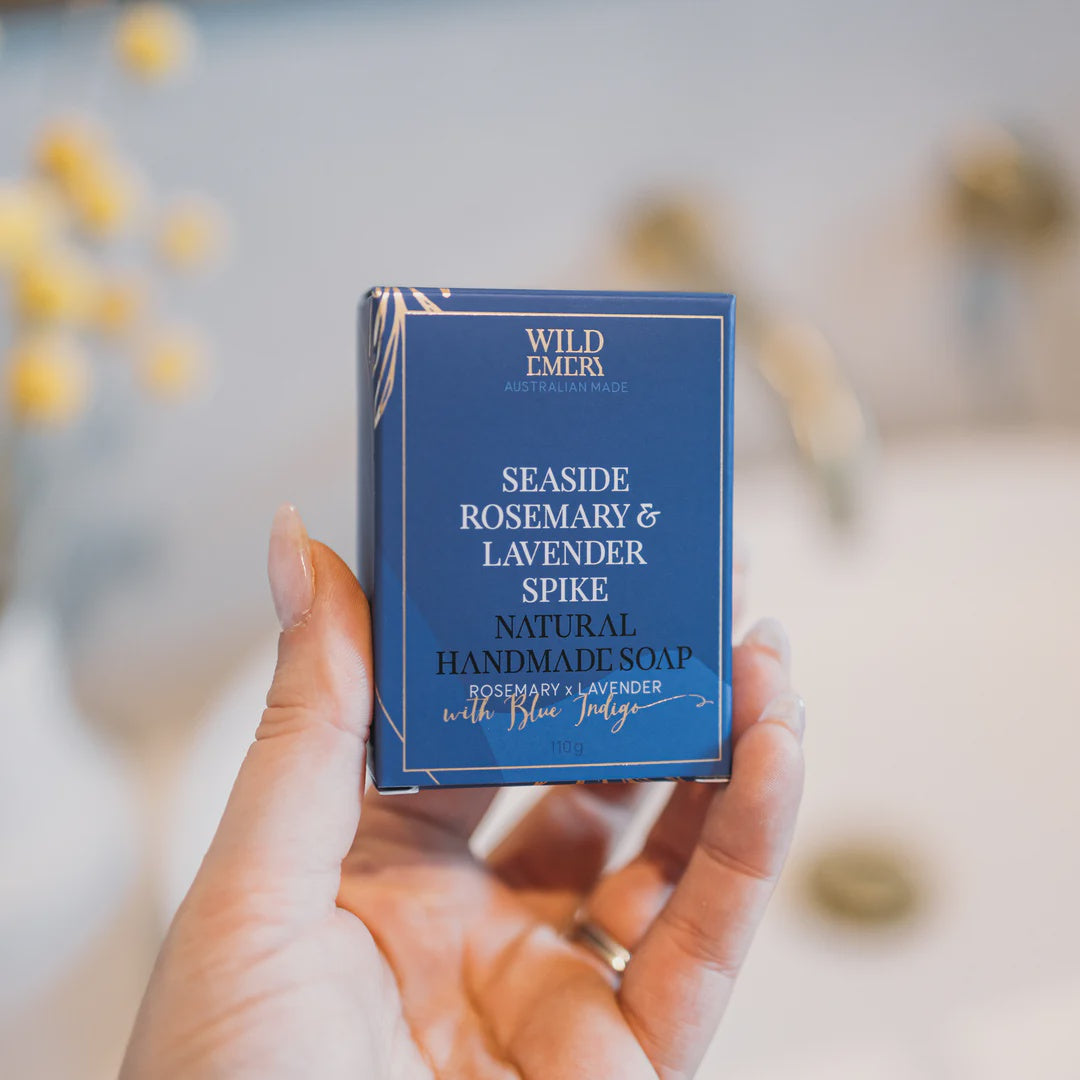 WILD
EMERY
AUSTRALIAN MADE
SEASIDE
ROSEMARY &
LAVENDER
SPIKE
NATURAL
HANDMADE SOAP
ROSEMARY x LAVENDER
with Blue Indigo
110g